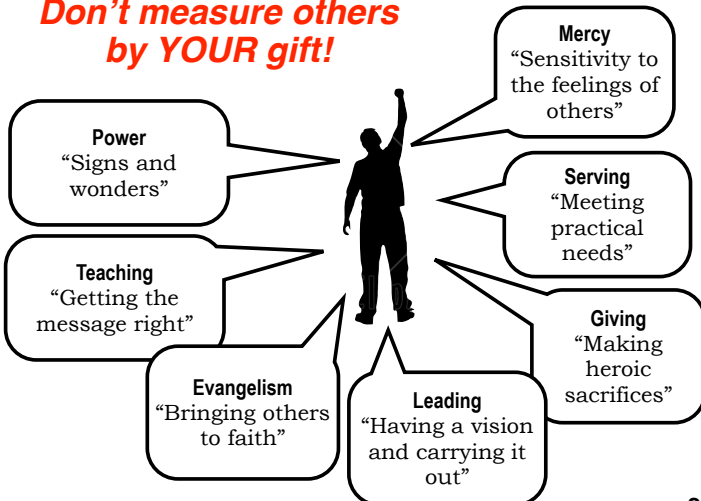 Don't measure others
by YOUR gift!
Mercy
“Sensitivity to
the feelings of
others”
Power
“Signs and
wonders”
Serving
“Meeting
practical
needs”
Teaching
“Getting the
message right”
Giving
“Making
heroic
sacrifices”
Evangelism
“Bringing others
to faith”
Leading
“Having a vision
and carrying it
out”